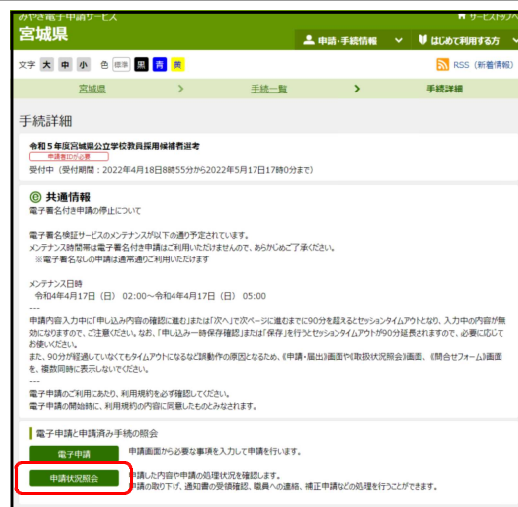 みやぎ電子申請サービス
サービストップへ
宮城県
申請・手続情報
はじめて利用する方
文字 大 中 小 色 標準 黒 青 黄
RSS（新着情報）
宮城県 > 手続一覧 > 手続詳細
手続詳細
令和５年度宮城県公立学校教員採用候補者選考
申請者IDが必要
受付中（受付期間：2022年4月18日8時55分から2022年5月17日17時0分まで）
共通情報
電子署名付き申請の停止について
電子署名検証サービスのメンテナンスが以下の通り予定されています。
メンテナンス時間帯は電子署名付き申請はご利用いただけませんので、あらかじめご了承ください。
※電子署名なしの申請は通常通りご利用いただけます
メンテナンス日時
令和4年4月17日（日） 02:00～令和4年4月17日（日） 05:00
---
申請内容入力中に「申し込み内容の確認に進む」または「次へ」で次ページに進むまでに90分を超えるとセッションタイムアウトとなり、入力中の内容が無
効になりますので、ご注意ください。なお、「申し込み一時保存確認」または「保存」を行うとセッションタイムアウトが90分延長されますので、必要に応じて
お使いください。
また、90分が経過していなくてもタイムアウトになるなど誤動作の原因となるため、《申請・届出》画面や《取扱状況照会》画面、《問合せフォーム》画面
を、複数同時に表示しないでください。
---
電子申請のご利用にあたり、利用規約を必ず確認してください。
電子申請の開始時に、利用規約の内容に同意したものとみなされます。
電子申請と申請済み手続の照会
電子申請 申請画面から必要な事項を入力して申請を行います。
申請状況照会 申請した内容や申請の処理状況を確認します。
申請の取り下げ、通知書の受領確認、職員への連絡、補正申請などの処理を行うことができます。